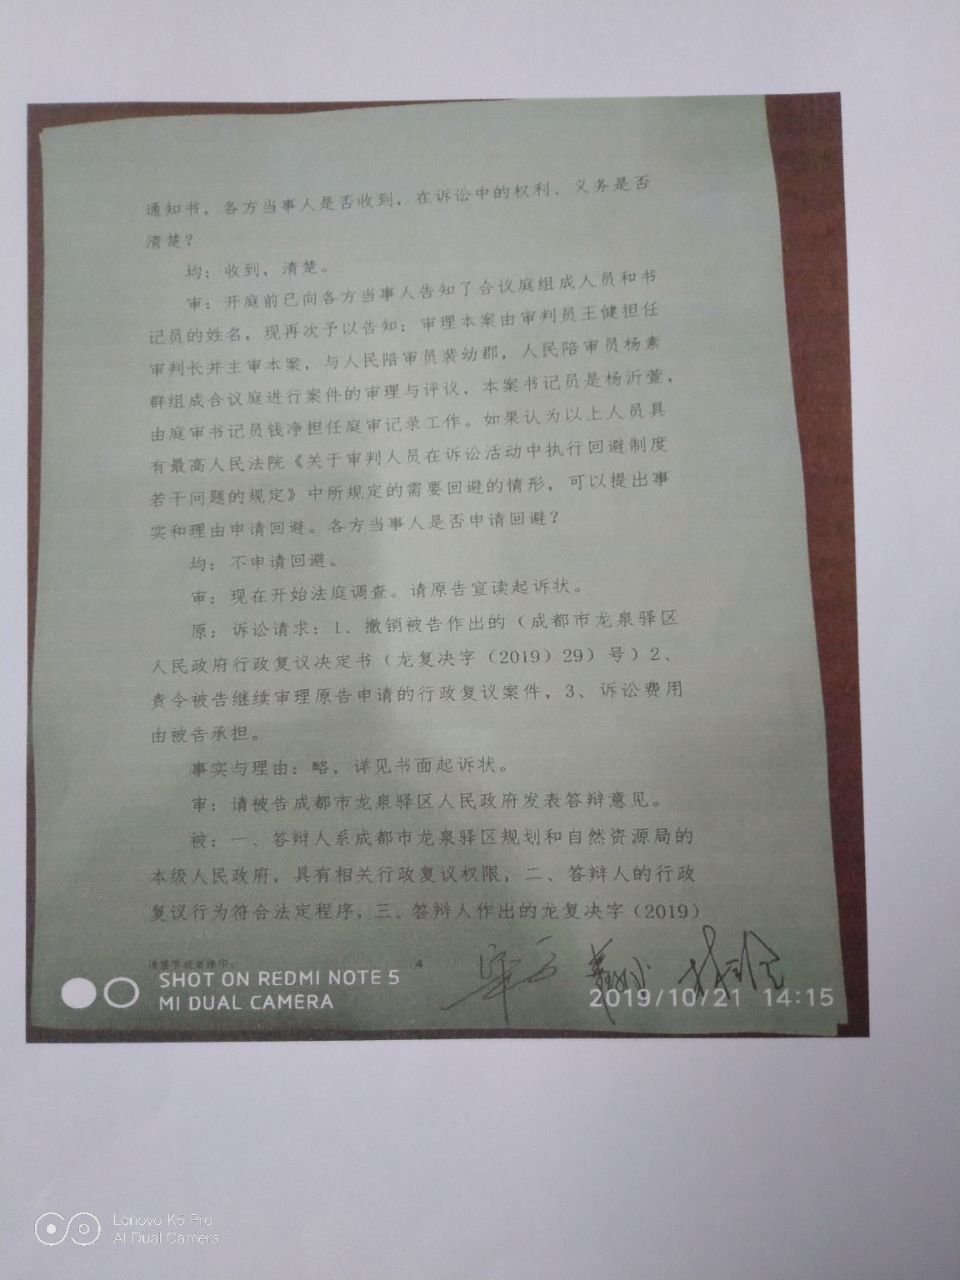 通知书，各方当事人是否收到，在诉讼中的权利、义务是否
清楚？
均：收到，清楚。
审：开庭前已向各方当事人告知了合议庭组成人员和书
记员的姓名，现再次予以告知：审理本案由审判员王健担任
审判长并主审本案，与人民陪审员裴幼郡，人民陪审员杨素
群组成合议庭进行案件的审理与评议，本案书记员是杨沂萱，
由庭审书记员钱净担任庭审记录工作。如果认为以上人员具
有最高人民法院《关于审判人员在诉讼活动中执行回避制度
若干问题的规定》中所规定的需要回避的情形，可以提出事
实和理由申请回避。各方当事人是否申请回避？
均：不申请回避。
审：现在开始法庭调查。请原告宣读起诉状。
原：诉讼请求：1、撤销被告作出的（成都市龙泉驿区
人民政府行政复议决定书（龙复决字（2019）29）号）2、
责令被告继续审理原告申请的行政复议案件，3、诉讼费用
由被告承担。
事实与理由：略，详见书面起诉状。
审：请被告成都市龙泉驿区人民政府发表答辩意见。
被：一、答辩人系成都市龙泉驿区规划和自然资源局的
本级人民政府，具有相关行政复议权限，二、答辩人的行政
复议行为符合法定程序，三、答辩人作出的龙复决字（2019）
4
SHOT ON REDMI NOTE 5
MI DUAL CAMERA
2019/10/21 14:15
Lenovo K5 Pro
AI Dual Camera